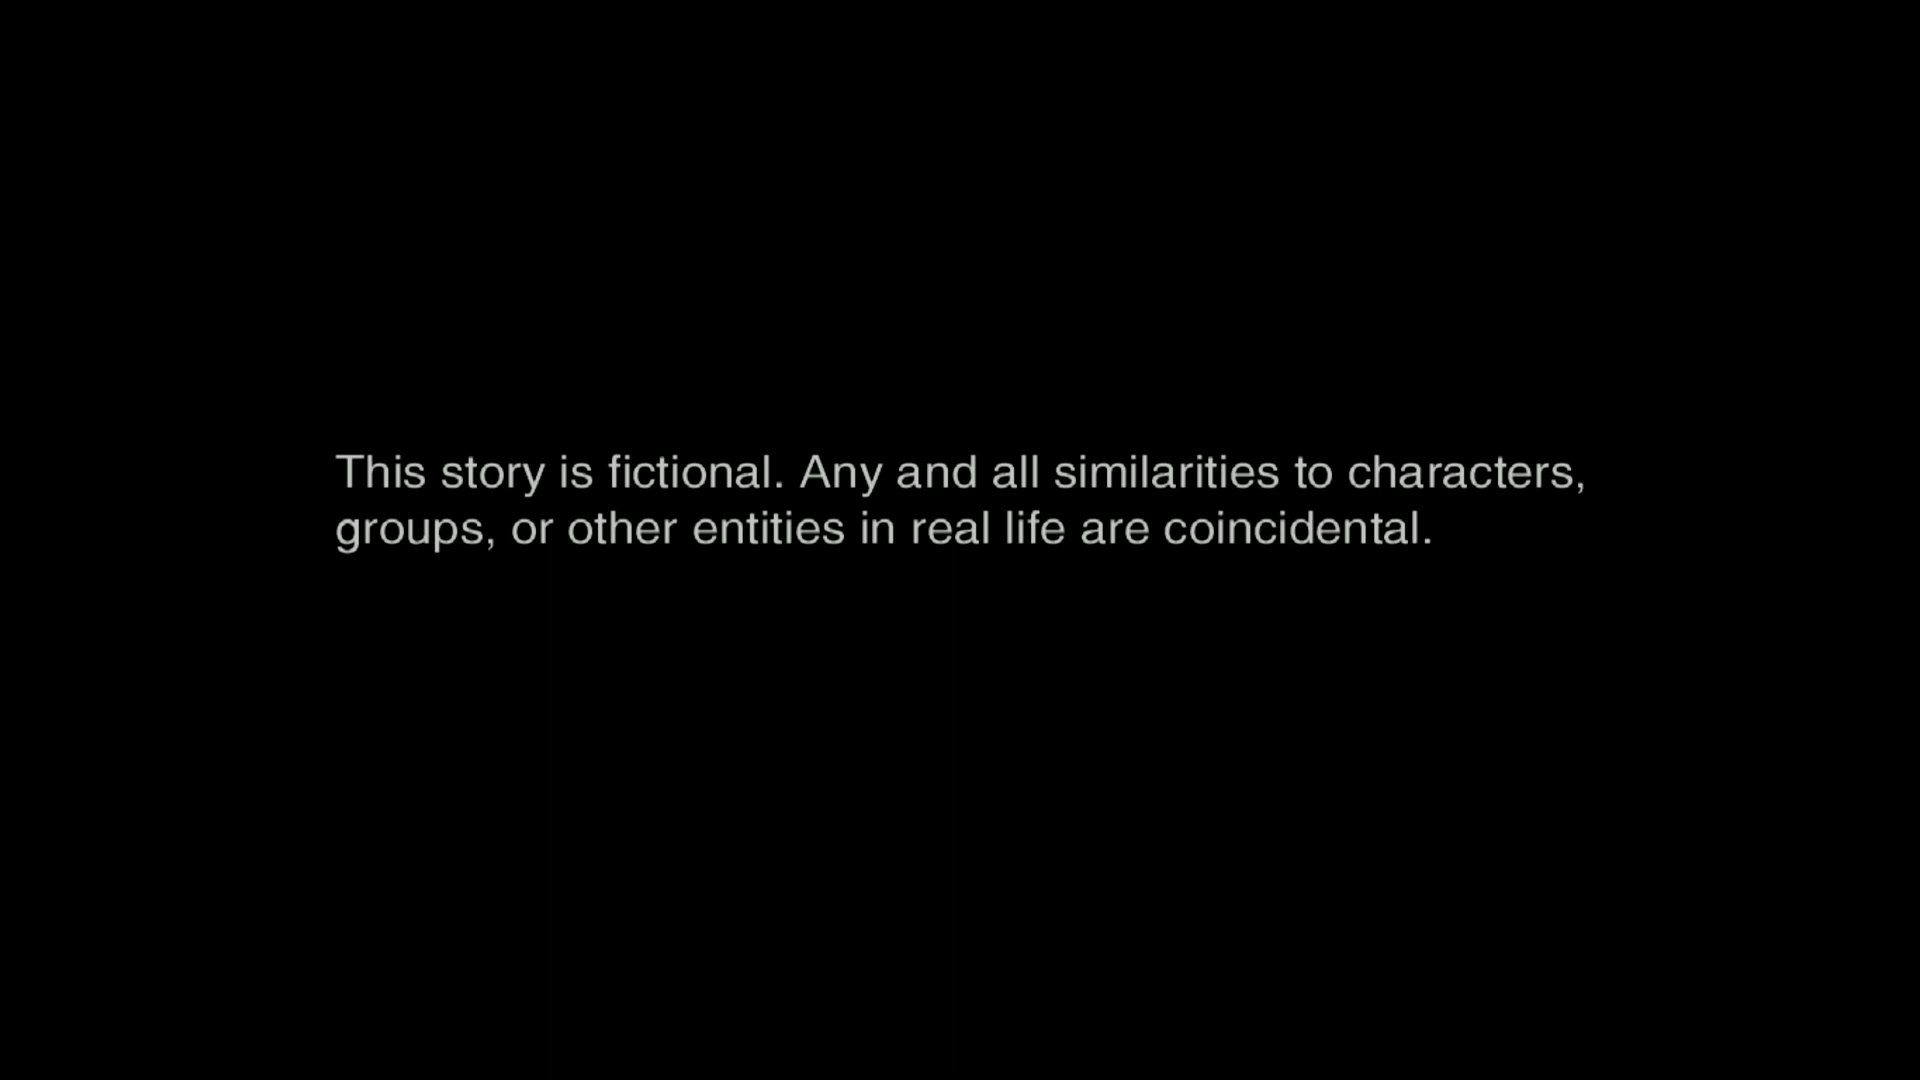 This story is fictional. Any and all similarities to characters,
groups, or other entities in real life are coincidental.